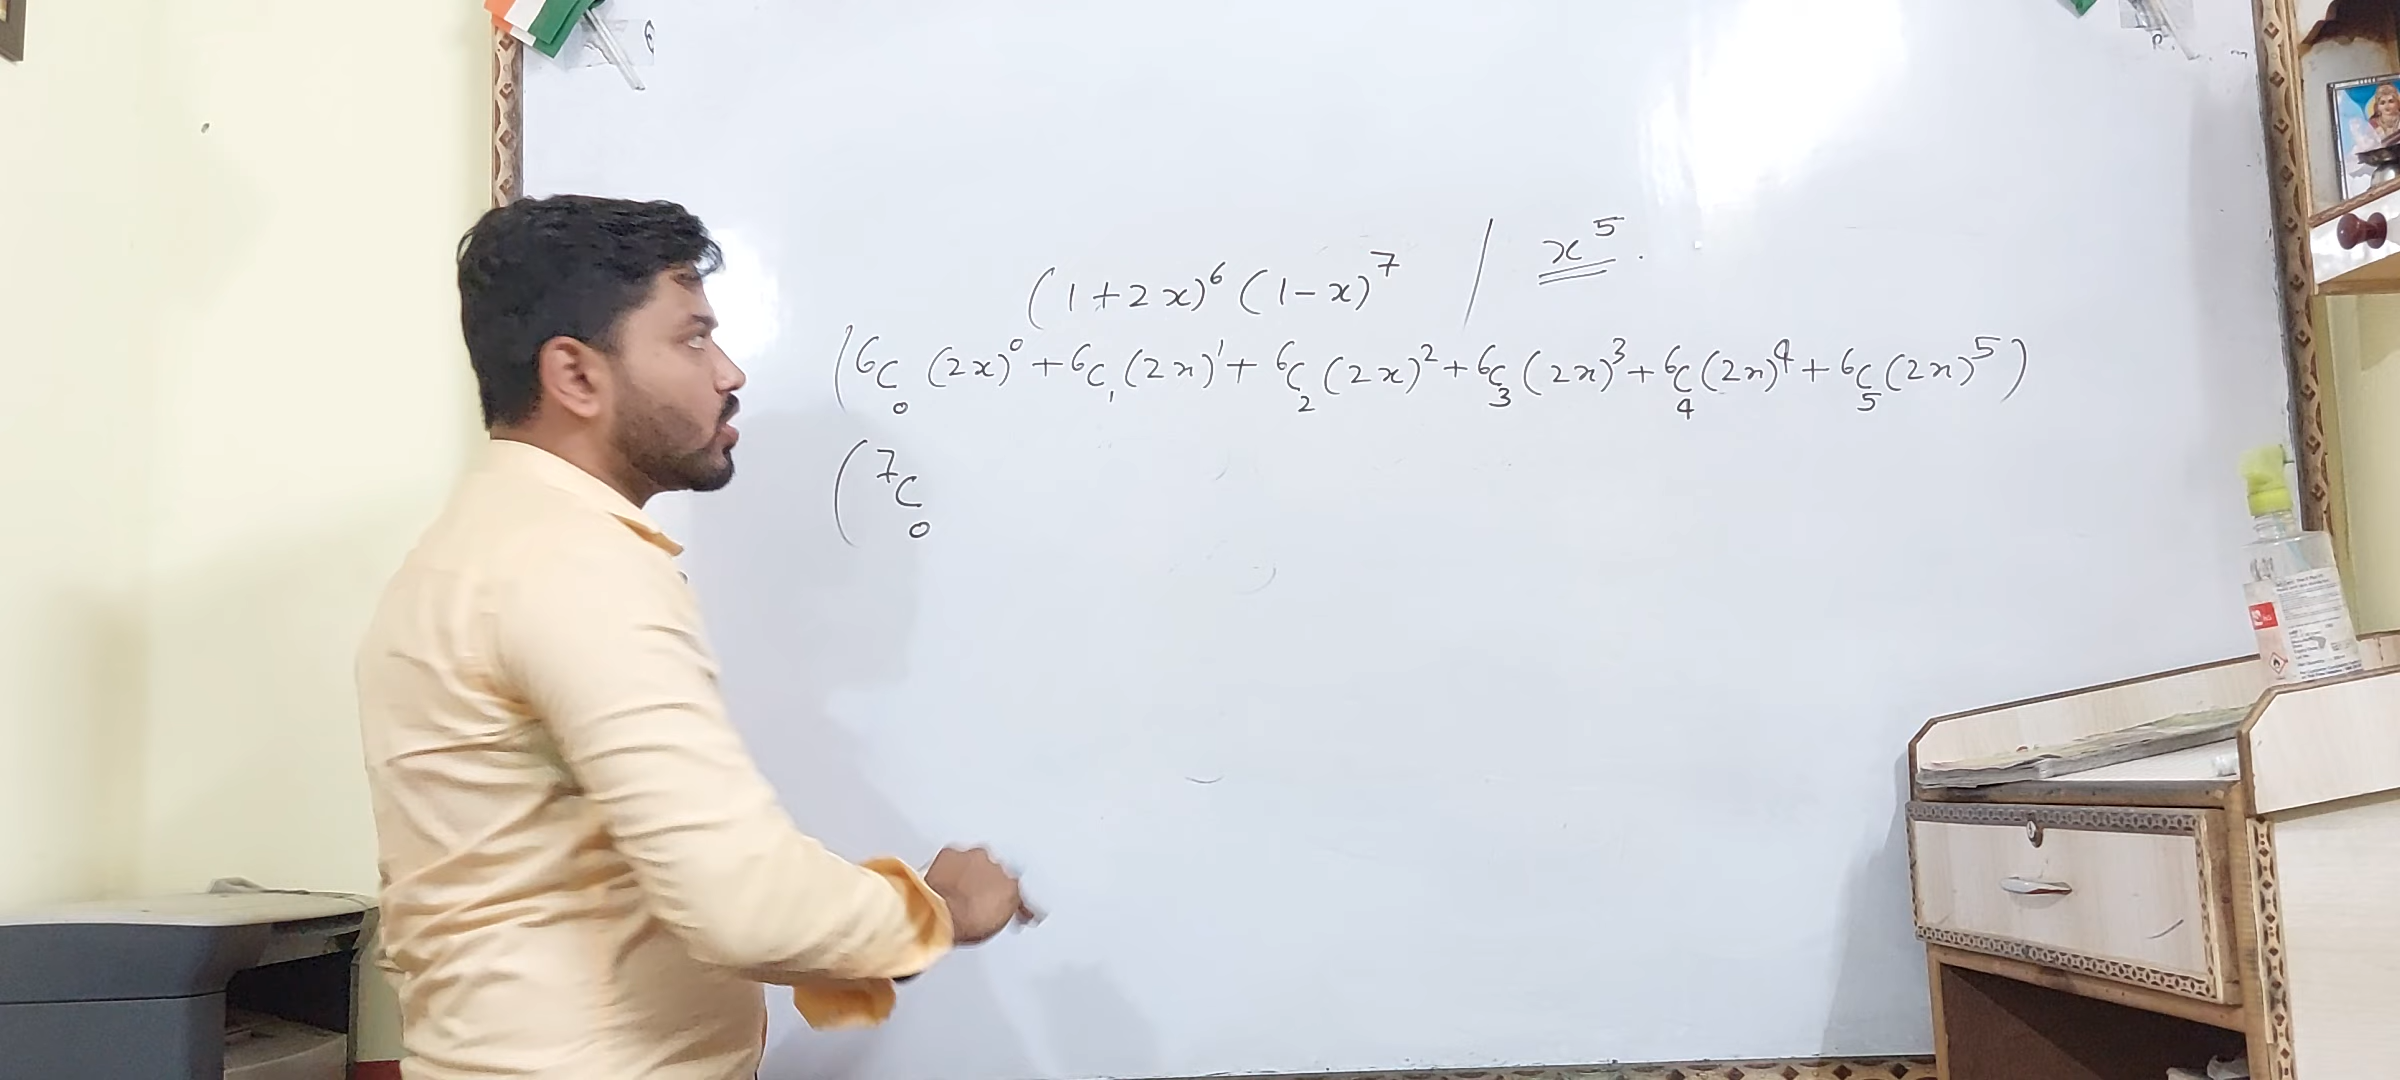 (1+2x)⁶ (1-x)⁷ / x⁵.
(⁶C₀ (2x)⁰ + ⁶C₁ (2x)¹ + ⁶C₂ (2x)² + ⁶C₃ (2x)³ + ⁶C₄ (2x)⁴ + ⁶C₅ (2x)⁵)
(⁷C₀